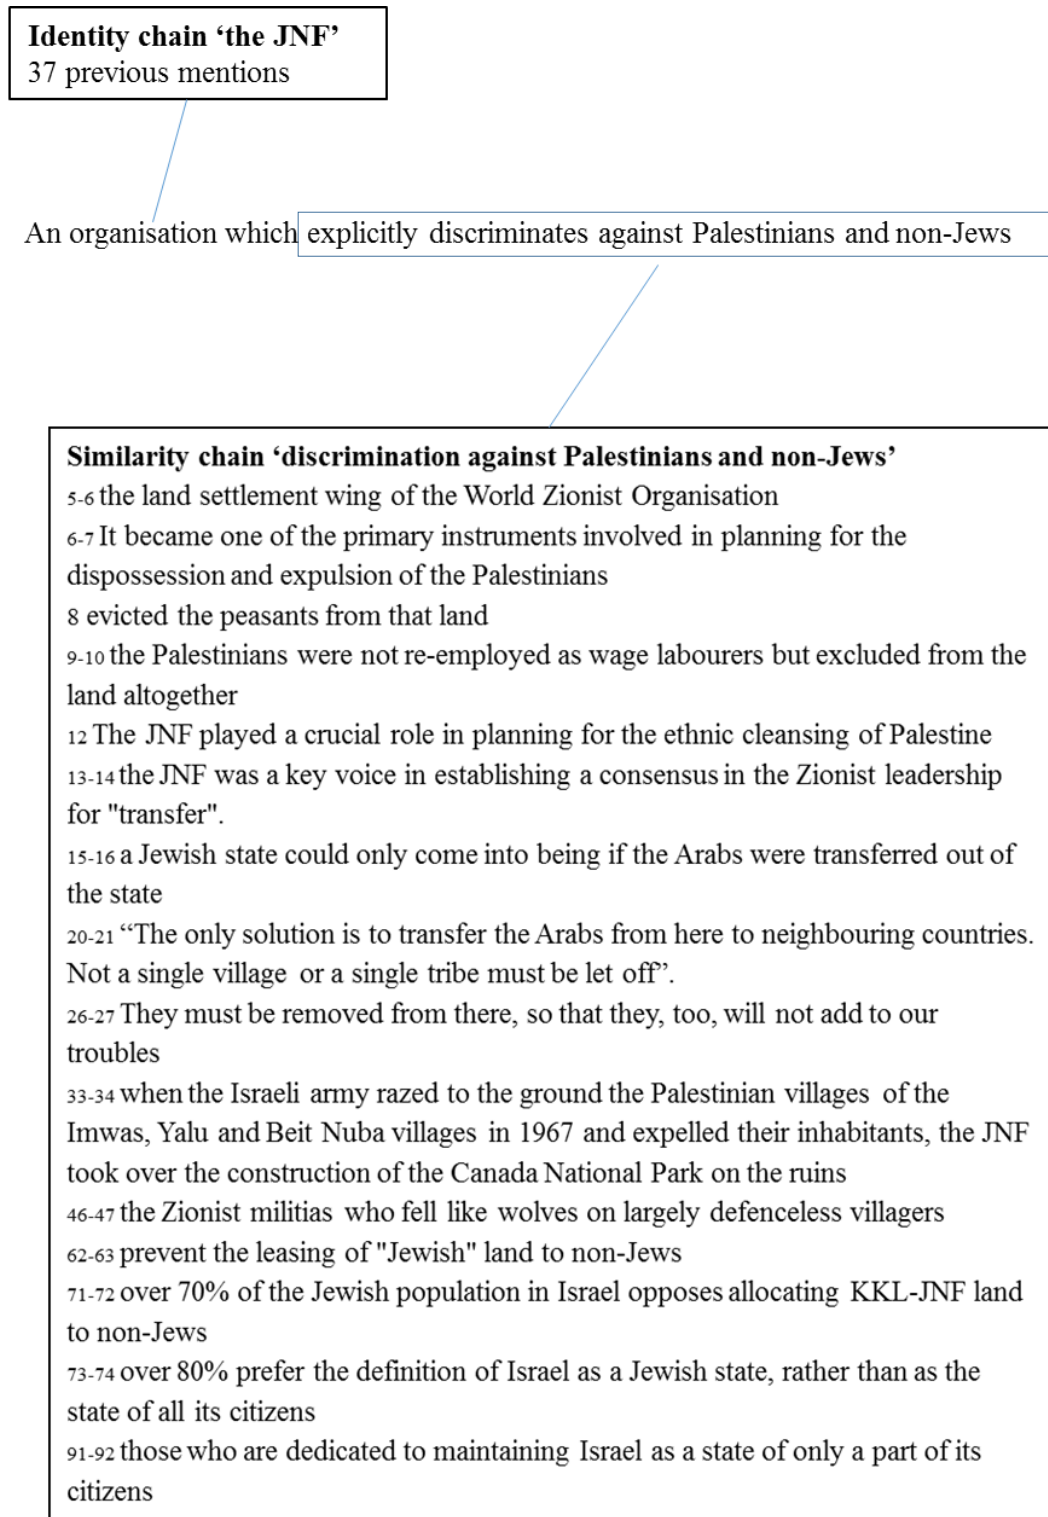 Identity chain ‘the JNF’
37 previous mentions
An organisation which explicitly discriminates against Palestinians and non-Jews
Similarity chain ‘discrimination against Palestinians and non-Jews’
5-6 the land settlement wing of the World Zionist Organisation
6-7 It became one of the primary instruments involved in planning for the
dispossession and expulsion of the Palestinians
8 evicted the peasants from that land
9-10 the Palestinians were not re-employed as wage labourers but excluded from the
land altogether
12 The JNF played a crucial role in planning for the ethnic cleansing of Palestine
13-14 the JNF was a key voice in establishing a consensus in the Zionist leadership
for "transfer".
15-16 a Jewish state could only come into being if the Arabs were transferred out of
the state
20-21 “The only solution is to transfer the Arabs from here to neighbouring countries.
Not a single village or a single tribe must be let off”.
26-27 They must be removed from there, so that they, too, will not add to our
troubles
33-34 when the Israeli army razed to the ground the Palestinian villages of the
Imwas, Yalu and Beit Nuba villages in 1967 and expelled their inhabitants, the JNF
took over the construction of the Canada National Park on the ruins
46-47 the Zionist militias who fell like wolves on largely defenceless villagers
62-63 prevent the leasing of "Jewish" land to non-Jews
71-72 over 70% of the Jewish population in Israel opposes allocating KKL-JNF land
to non-Jews
73-74 over 80% prefer the definition of Israel as a Jewish state, rather than as the
state of all its citizens
91-92 those who are dedicated to maintaining Israel as a state of only a part of its
citizens